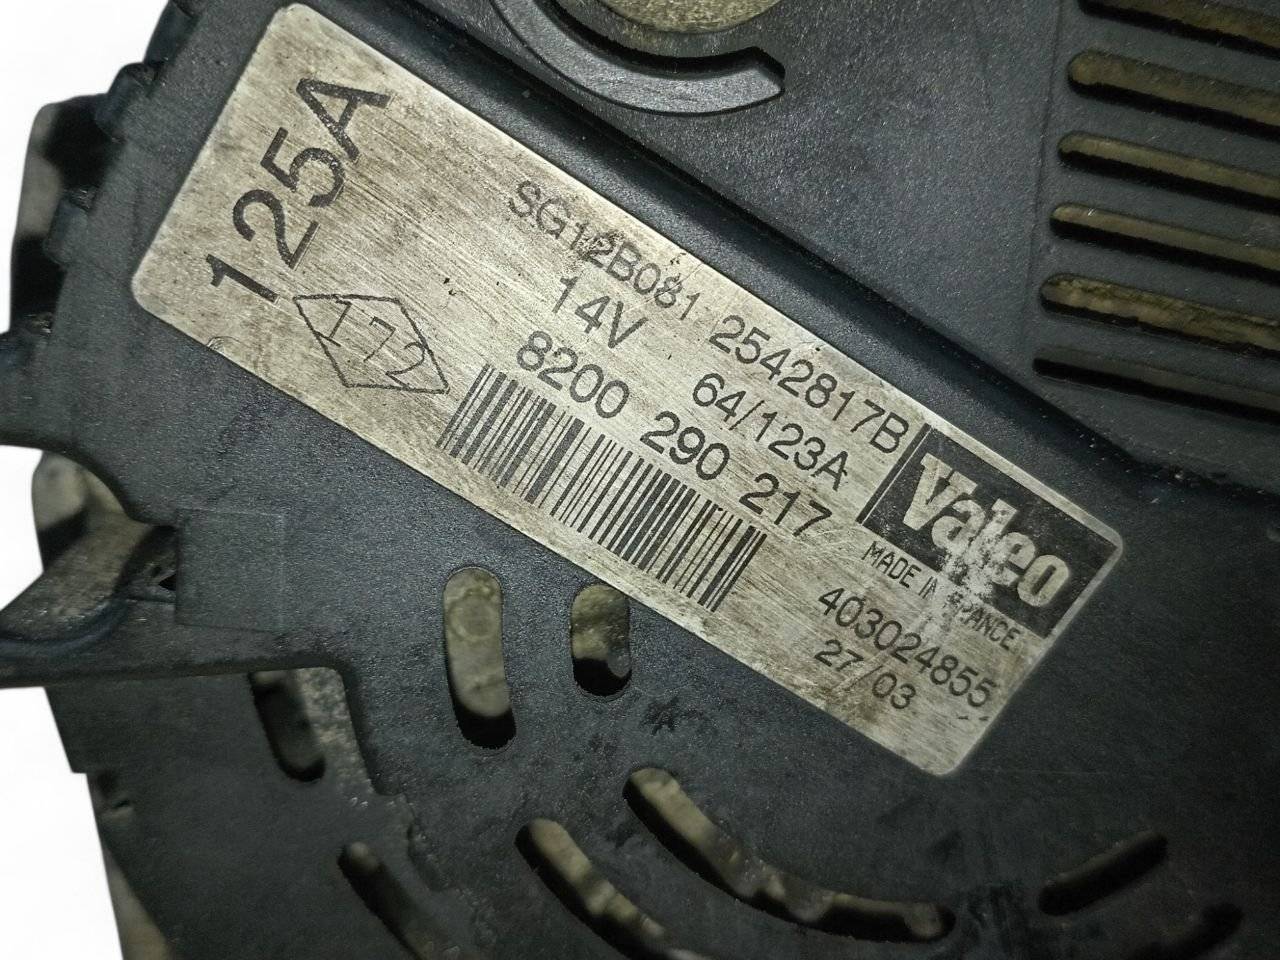 125A
172
SG12B081 2542817B
14V 64/123A
8200 290 217
Valeo
MADE IN FRANCE
403024855
27/03